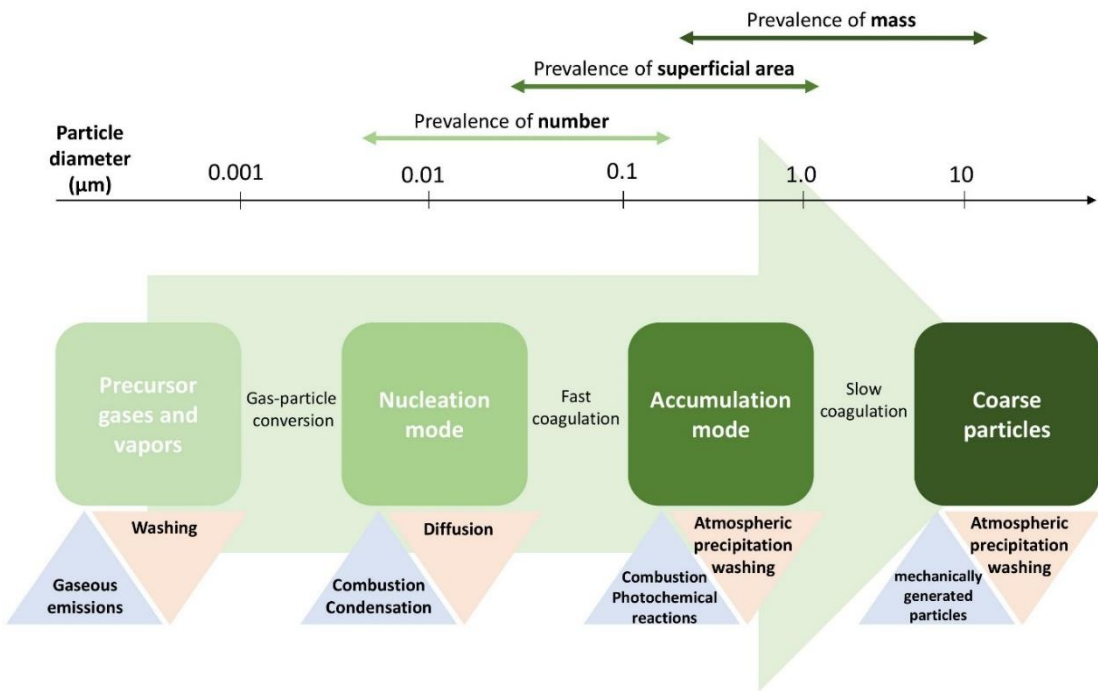 Prevalence of mass
Prevalence of superficial area
Prevalence of number
Particle
diameter
(µm)
0.001
0.01
0.1
1.0
10
Precursor
gases and
vapors
Gas-particle
conversion
Nucleation
mode
Fast
coagulation
Accumulation
mode
Slow
coagulation
Coarse
particles
Washing
Gaseous
emissions
Diffusion
Combustion
Condensation
Atmospheric
precipitation
washing
Combustion
Photochemical
reactions
Atmospheric
precipitation
washing
mechanically
generated
particles